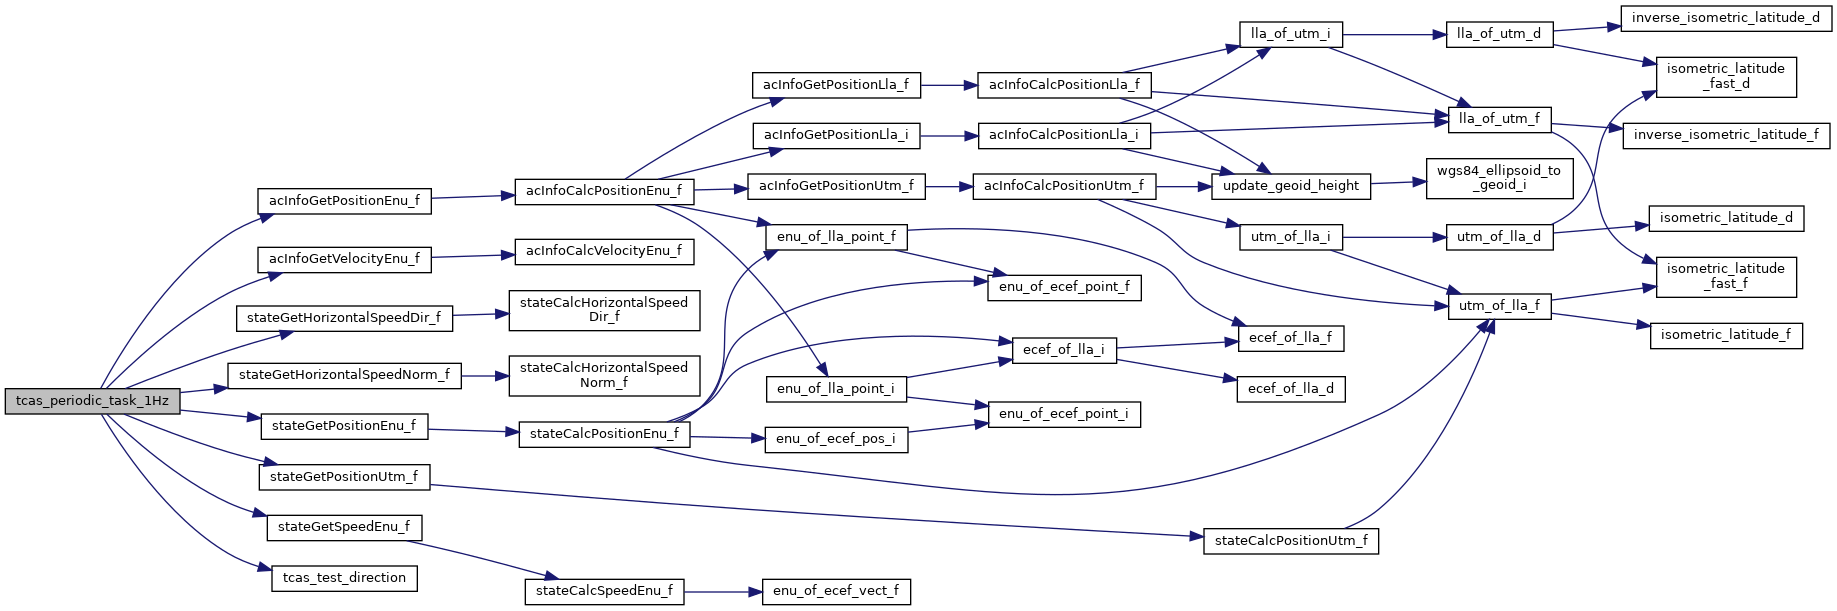 tcas_periodic_task_1Hz
acInfoGetPositionEnu_f
acInfoGetVelocityEnu_f
stateGetHorizontalSpeedDir_f
stateGetHorizontalSpeedNorm_f
stateGetPositionEnu_f
stateGetPositionUtm_f
stateGetSpeedEnu_f
tcas_test_direction
acInfoCalcPositionEnu_f
acInfoCalcVelocityEnu_f
stateCalcHorizontalSpeed
Dir_f
stateCalcHorizontalSpeed
Norm_f
stateCalcPositionEnu_f
stateCalcSpeedEnu_f
acInfoGetPositionLla_f
acInfoGetPositionLla_i
acInfoGetPositionUtm_f
enu_of_lla_point_f
enu_of_lla_point_i
enu_of_ecef_pos_i
enu_of_ecef_vect_f
acInfoCalcPositionLla_f
acInfoCalcPositionLla_i
acInfoCalcPositionUtm_f
enu_of_ecef_point_f
ecef_of_lla_i
enu_of_ecef_point_i
lla_of_utm_i
update_geoid_height
utm_of_lla_i
ecef_of_lla_f
ecef_of_lla_d
stateCalcPositionUtm_f
lla_of_utm_d
lla_of_utm_f
wgs84_ellipsoid_to
_geoid_i
utm_of_lla_d
utm_of_lla_f
inverse_isometric_latitude_d
isometric_latitude
_fast_d
inverse_isometric_latitude_f
isometric_latitude_d
isometric_latitude
_fast_f
isometric_latitude_f